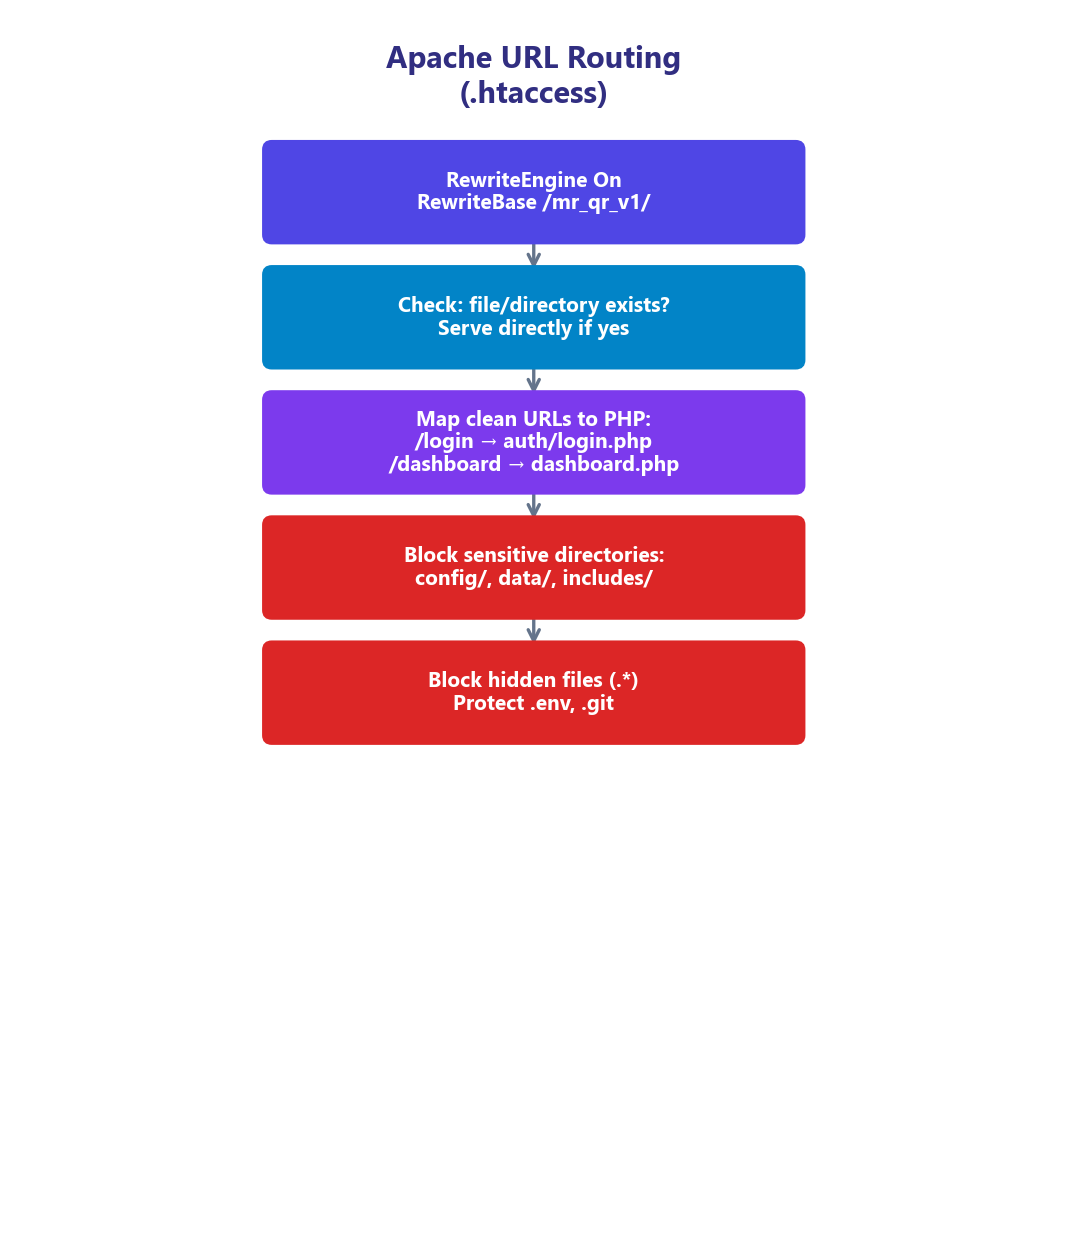 Apache URL Routing
(.htaccess)
RewriteEngine On
RewriteBase /mr_qr_v1/
Check: file/directory exists?
Serve directly if yes
Map clean URLs to PHP:
/login → auth/login.php
/dashboard → dashboard.php
Block sensitive directories:
config/, data/, includes/
Block hidden files (.*)
Protect .env, .git